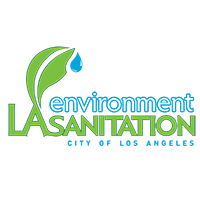 environment
LASANITATION
CITY OF LOS ANGELES